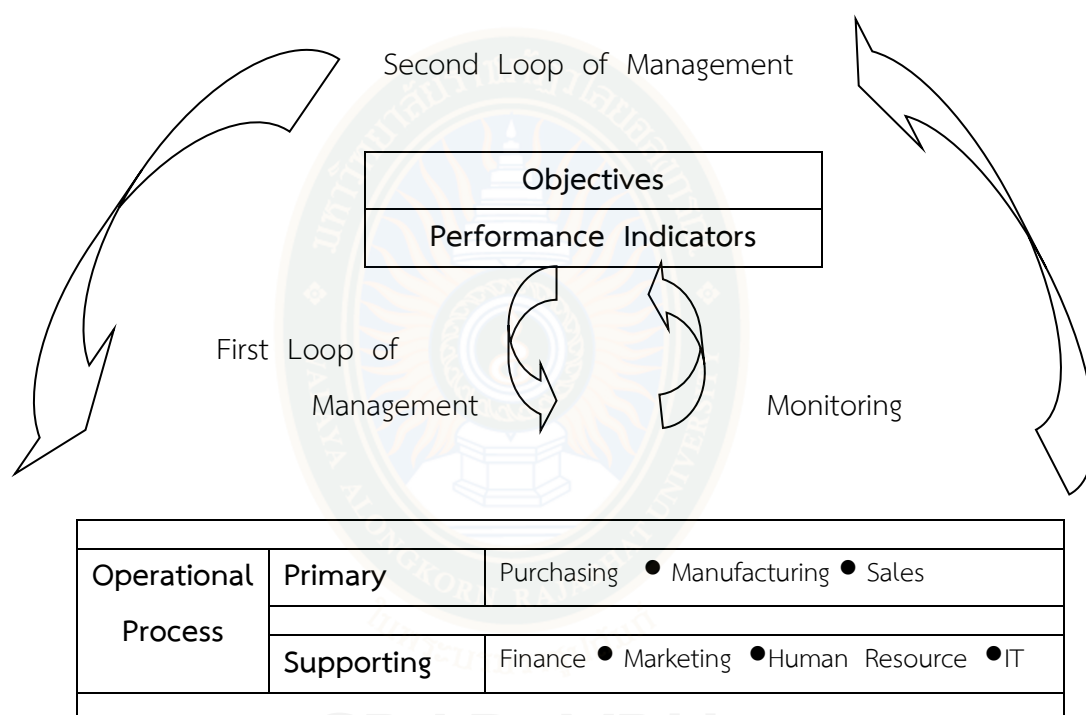 Second Loop of Management
Objectives
Performance Indicators
First Loop of
Management
Monitoring
Operational
Process
Primary
Purchasing ● Manufacturing ● Sales
Supporting
Finance ● Marketing ●Human Resource ●IT